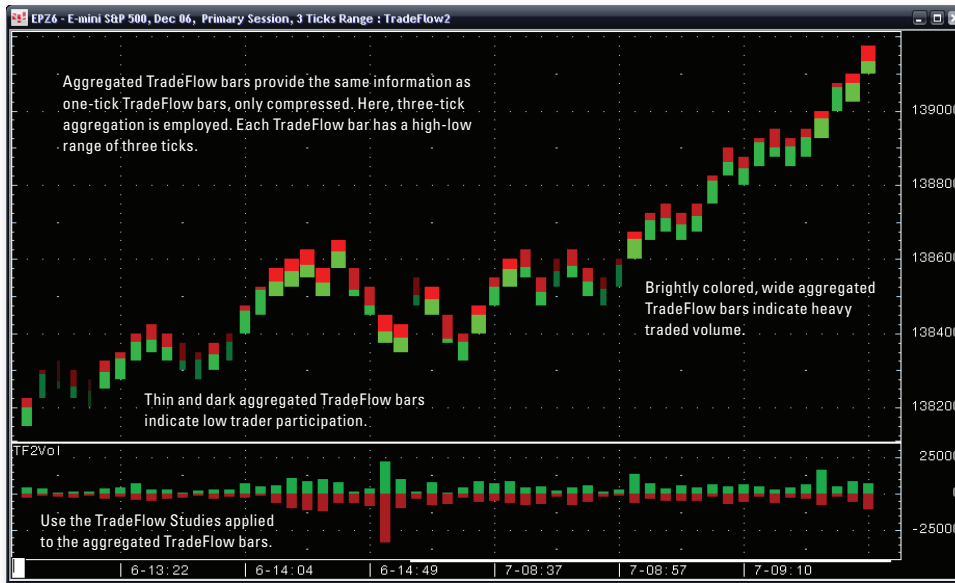 EPZ6 - E-mini S&P 500, Dec 06, Primary Session, 3 Ticks Range : TradeFlow2
Aggregated TradeFlow bars provide the same information as
one-tick TradeFlow bars, only compressed. Here, three-tick
aggregation is employed. Each TradeFlow bar has a high-low
range of three ticks.
139000
138800
138600
Brightly colored, wide aggregated
TradeFlow bars indicate heavy
traded volume.
138400
Thin and dark aggregated TradeFlow bars
indicate low trader participation.
138200
TF2Vol
25000
0
Use the TradeFlow Studies applied
to the aggregated TradeFlow bars.
-25000
6-13:22 6-14:04 6-14:49 7-08:37 7-08:57 7-09:10